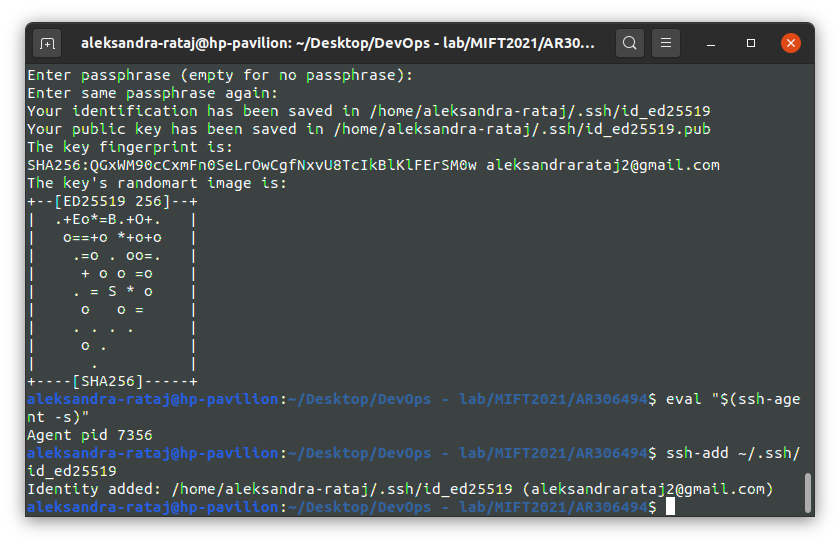 aleksandra-rataj@hp-pavilion: ~/Desktop/DevOps - lab/MIFT2021/AR30...
Enter passphrase (empty for no passphrase):
Enter same passphrase again:
Your identification has been saved in /home/aleksandra-rataj/.ssh/id_ed25519
Your public key has been saved in /home/aleksandra-rataj/.ssh/id_ed25519.pub
The key fingerprint is:
SHA256:QGxWM90cCxmFn0SeLrOwCgfNxvU8TcIkBlKlFErSM0w aleksandrarataj2@gmail.com
The key's randomart image is:
+--[ED25519 256]--+
|  .+Eo*=B.+O+.   |
|   o==+o *+o+o   |
|    .=o . oo=.   |
|     + o o =o    |
|    . = S * o    |
|     o   o =     |
|    . . . .      |
|     o .         |
|      .          |
+----[SHA256]-----+
aleksandra-rataj@hp-pavilion:~/Desktop/DevOps - lab/MIFT2021/AR306494$ eval "$(ssh-age
nt -s)"
Agent pid 7356
aleksandra-rataj@hp-pavilion:~/Desktop/DevOps - lab/MIFT2021/AR306494$ ssh-add ~/.ssh/
id_ed25519
Identity added: /home/aleksandra-rataj/.ssh/id_ed25519 (aleksandrarataj2@gmail.com)
aleksandra-rataj@hp-pavilion:~/Desktop/DevOps - lab/MIFT2021/AR306494$